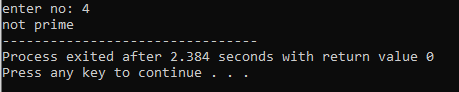 enter no: 4
not prime
--------------------------------
Process exited after 2.384 seconds with return value 0
Press any key to continue . . .